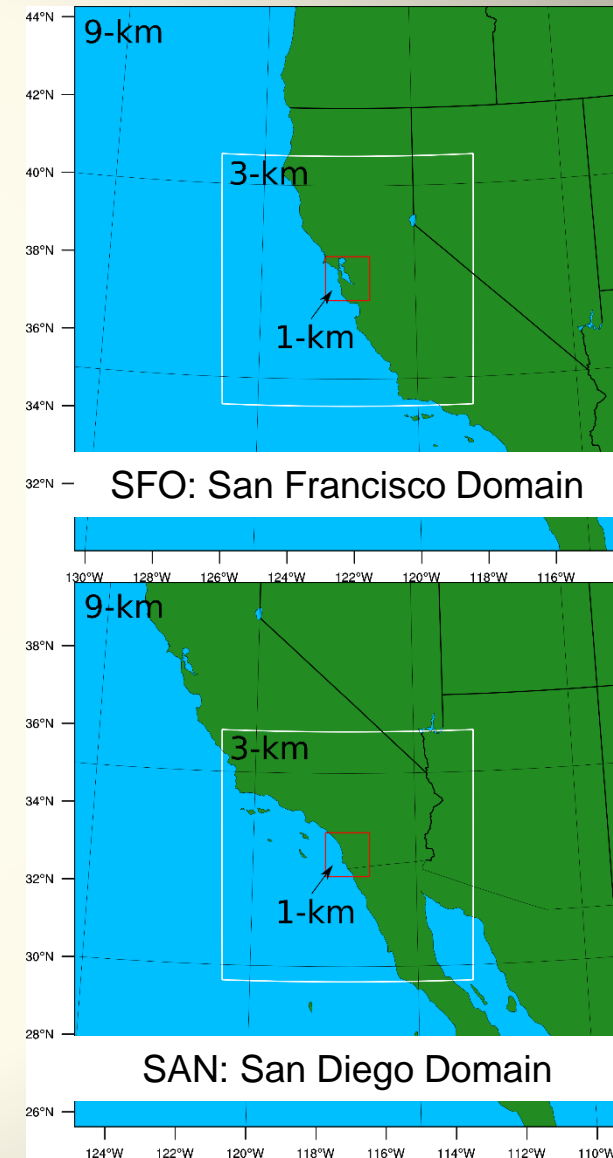 44°N
9-km
42°N
40°N
3-km
38°N
36°N
1-km
34°N
32°N
SFO: San Francisco Domain
130°W 128°W 126°W 124°W 122°W 120°W 118°W 116°W
9-km
38°N
36°N
3-km
34°N
32°N
1-km
30°N
28°N
SAN: San Diego Domain
26°N
124°W 122°W 120°W 118°W 116°W 114°W 112°W 110°W